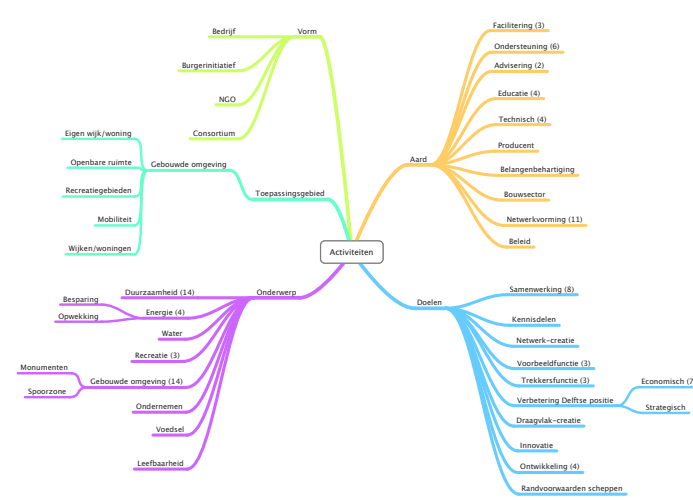 Activiteiten
Vorm
Bedrijf
Burgerinitiatief
NGO
Consortium
Toepassingsgebied
Gebouwde omgeving
Eigen wijk/woning
Openbare ruimte
Recreatiegebieden
Mobiliteit
Wijken/woningen
Onderwerp
Duurzaamheid (14)
Energie (4)
Besparing
Opwekking
Water
Recreatie (3)
Gebouwde omgeving (14)
Monumenten
Spoorzone
Ondernemen
Voedsel
Leefbaarheid
Aard
Facilitering (3)
Ondersteuning (6)
Advisering (2)
Educatie (4)
Technisch (4)
Producent
Belangenbehartiging
Bouwsector
Netwerkvorming (11)
Beleid
Doelen
Samenwerking (8)
Kennisdelen
Netwerk-creatie
Voorbeeldfunctie (3)
Trekkersfunctie (3)
Verbetering Delftse positie
Economisch (7
Strategisch
Draagvlak-creatie
Innovatie
Ontwikkeling (4)
Randvoorwaarden scheppen